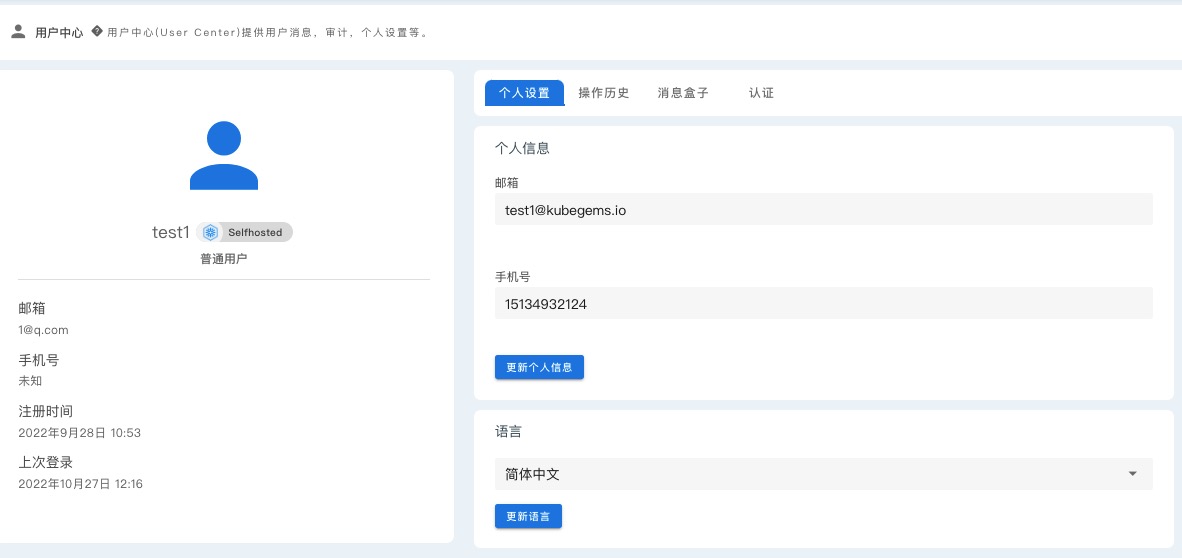 用户中心 用户中心(User Center)提供用户消息，审计，个人设置等。
test1 Selfhosted
普通用户
邮箱
1@q.com
手机号
未知
注册时间
2022年9月28日 10:53
上次登录
2022年10月27日 12:16
个人设置 操作历史 消息盒子 认证
个人信息
邮箱
test1@kubegems.io
手机号
15134932124
更新个人信息
语言
简体中文
更新语言